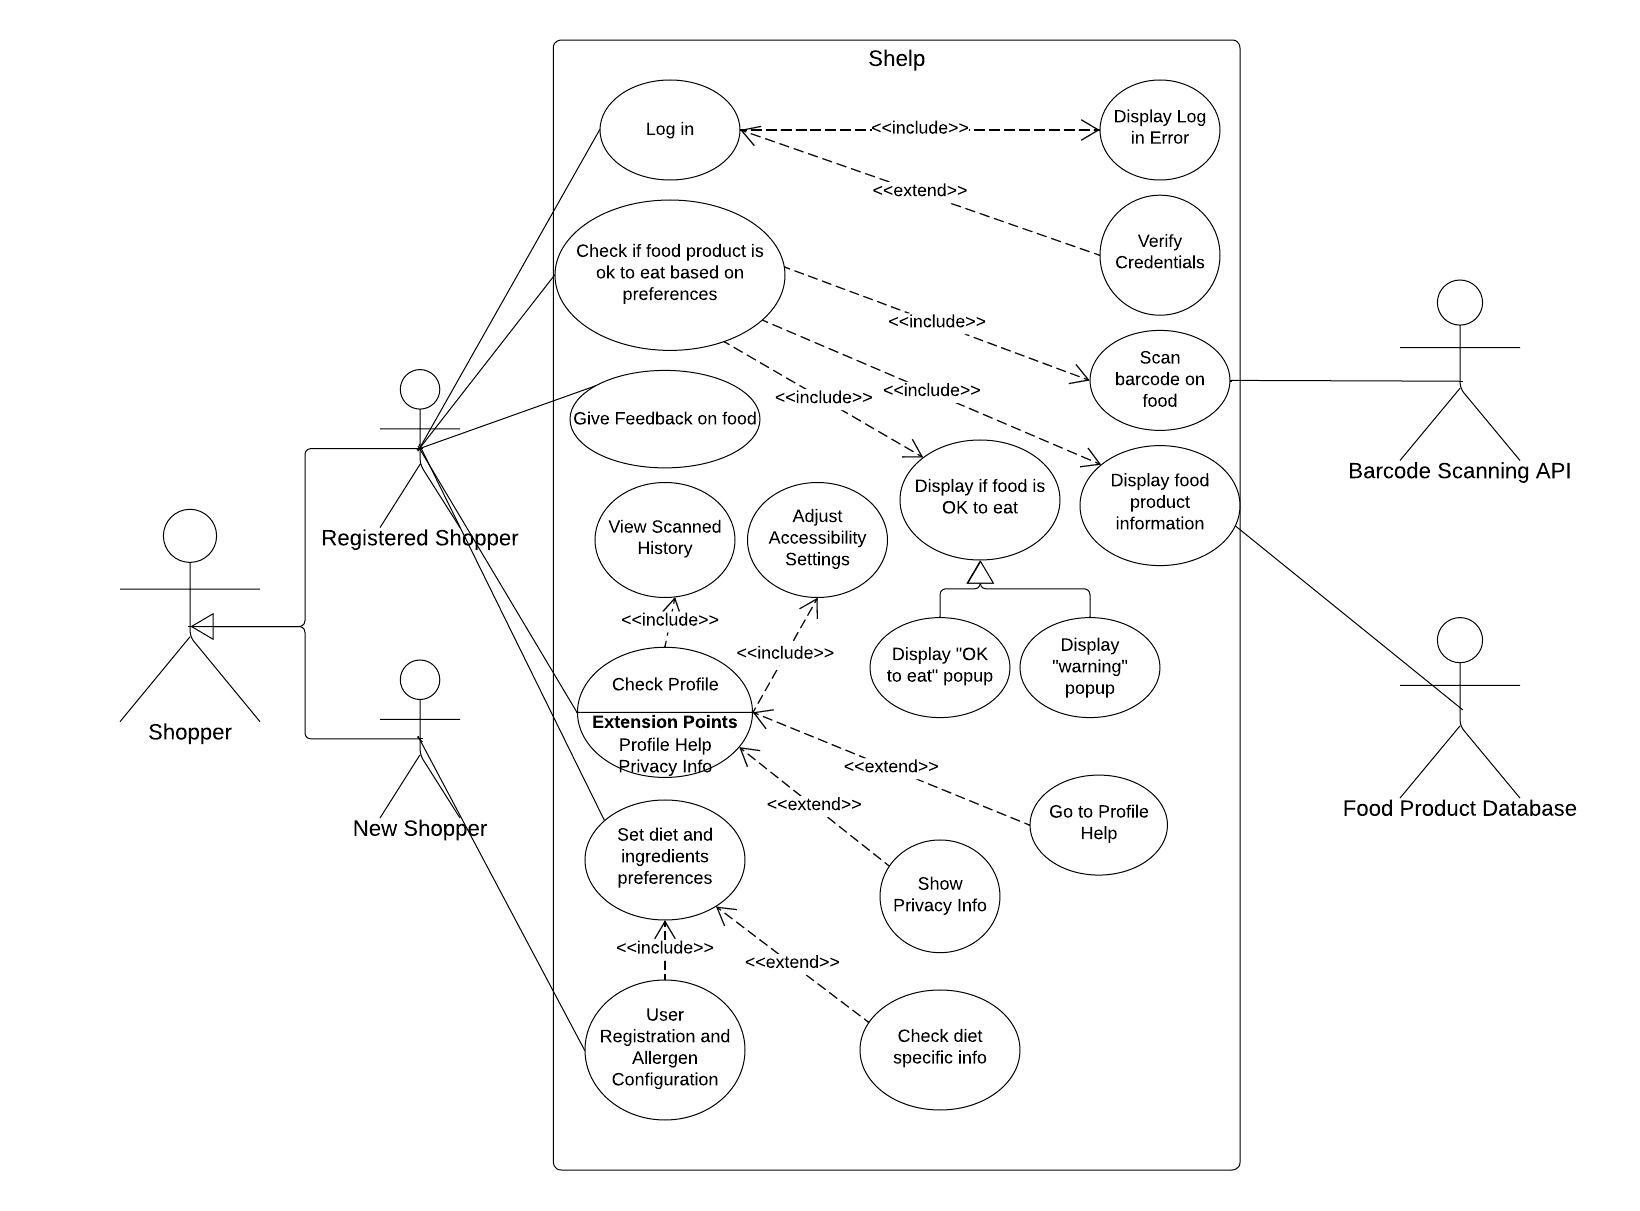 Shelp
Log in
<<include>>
Display Log
in Error
<<extend>>
Verify
Credentials
Check if food product is
ok to eat based on
preferences
<<include>>
Scan
barcode on
food
<<include>>
<<include>>
Give Feedback on food
Barcode Scanning API
Display if food is
OK to eat
Display food
product
information
Registered Shopper
View Scanned
History
Adjust
Accessibility
Settings
<<include>>
<<include>>
Display "OK
to eat" popup
Display
"warning"
popup
Shopper
Check Profile
Extension Points
Profile Help
Privacy Info
<<extend>>
<<extend>>
Go to Profile
Help
Food Product Database
New Shopper
Set diet and
ingredients
preferences
Show
Privacy Info
<<include>>
<<extend>>
User
Registration and
Allergen
Configuration
Check diet
specific info